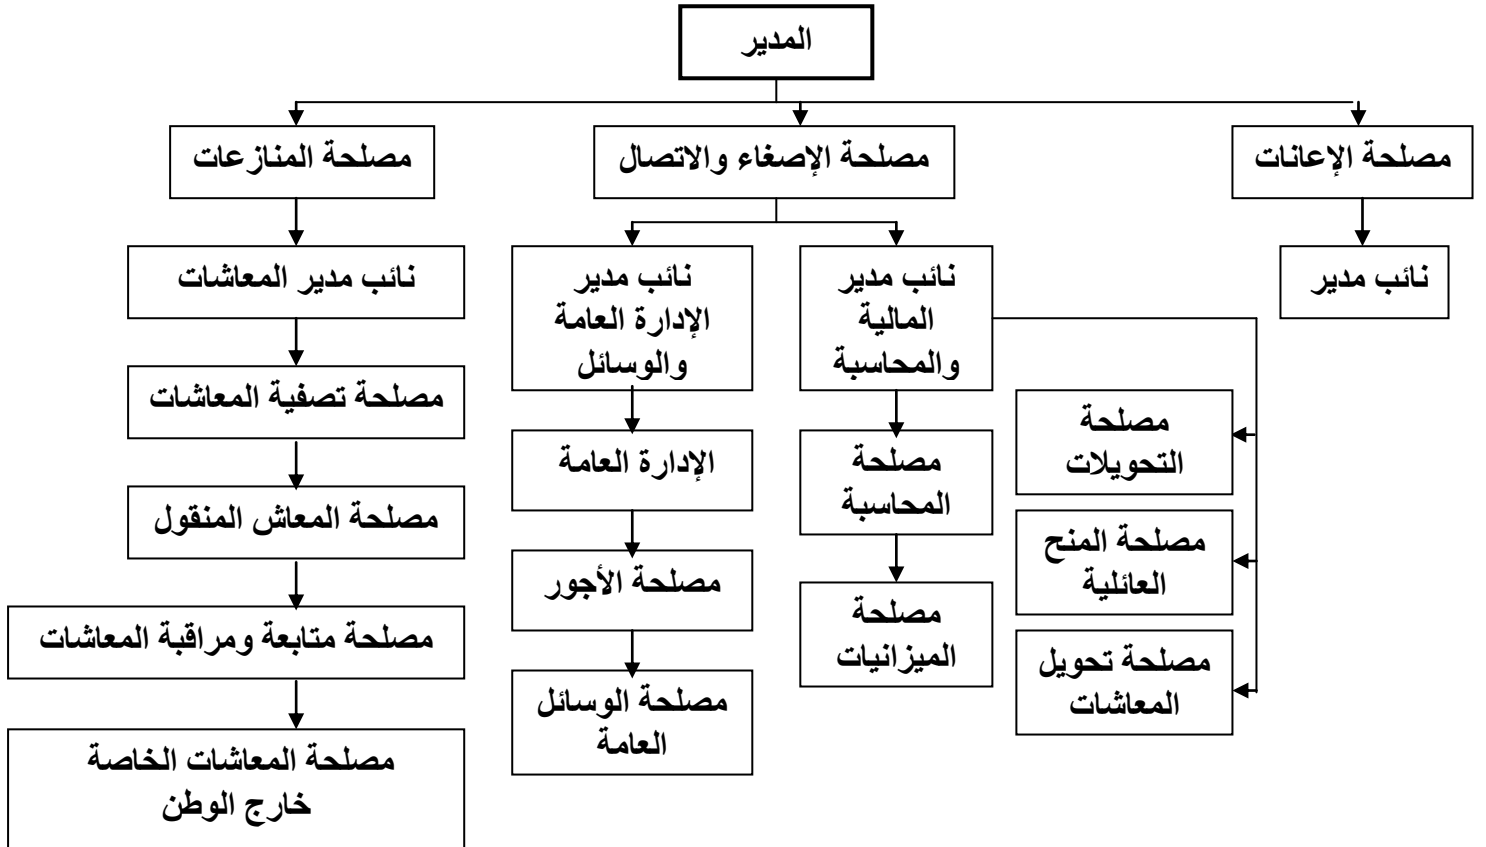 المدير
مصلحة الإعانات
مصلحة الإصغاء والاتصال
مصلحة المنازعات
نائب مدير
نائب مدير
المالية
والمحاسبة
نائب مدير
الإدارة العامة
والوسائل
نائب مدير المعاشات
مصلحة
التحويلات
مصلحة المنح
العائلية
مصلحة تحويل
المعاشات
مصلحة
المحاسبة
مصلحة
الميزانيات
الإدارة العامة
مصلحة الأجور
مصلحة الوسائل
العامة
مصلحة تصفية المعاشات
مصلحة المعاش المنقول
مصلحة متابعة ومراقبة المعاشات
مصلحة المعاشات الخاصة
خارج الوطن